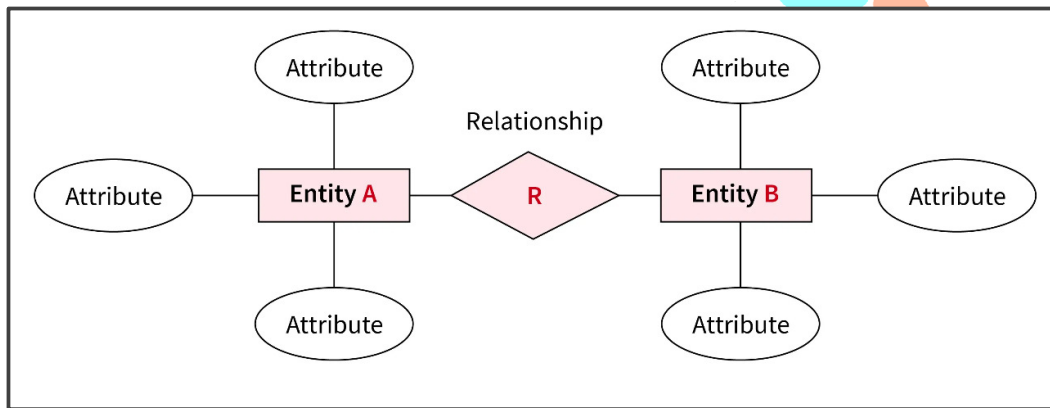 Attribute
Attribute
Relationship
Attribute
Entity A
R
Entity B
Attribute
Attribute
Attribute